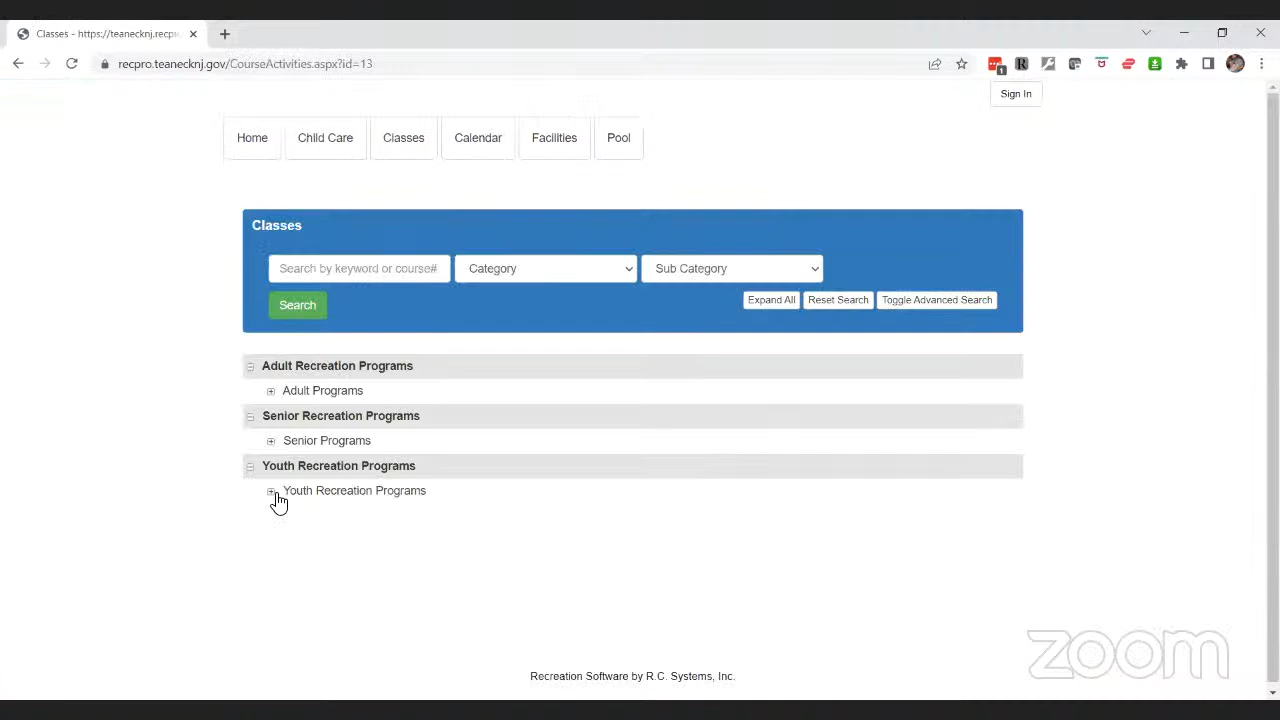 Classes - https://teanecknj.recpr
recpro.teanecknj.gov/CourseActivities.aspx?id=13
1
Sign In
Home Child Care Classes Calendar Facilities Pool
Classes
Search by keyword or course# Category Sub Category
Search Expand All Reset Search Toggle Advanced Search
Adult Recreation Programs
Adult Programs
Senior Recreation Programs
Senior Programs
Youth Recreation Programs
Youth Recreation Programs
zoom
Recreation Software by R.C. Systems, Inc.